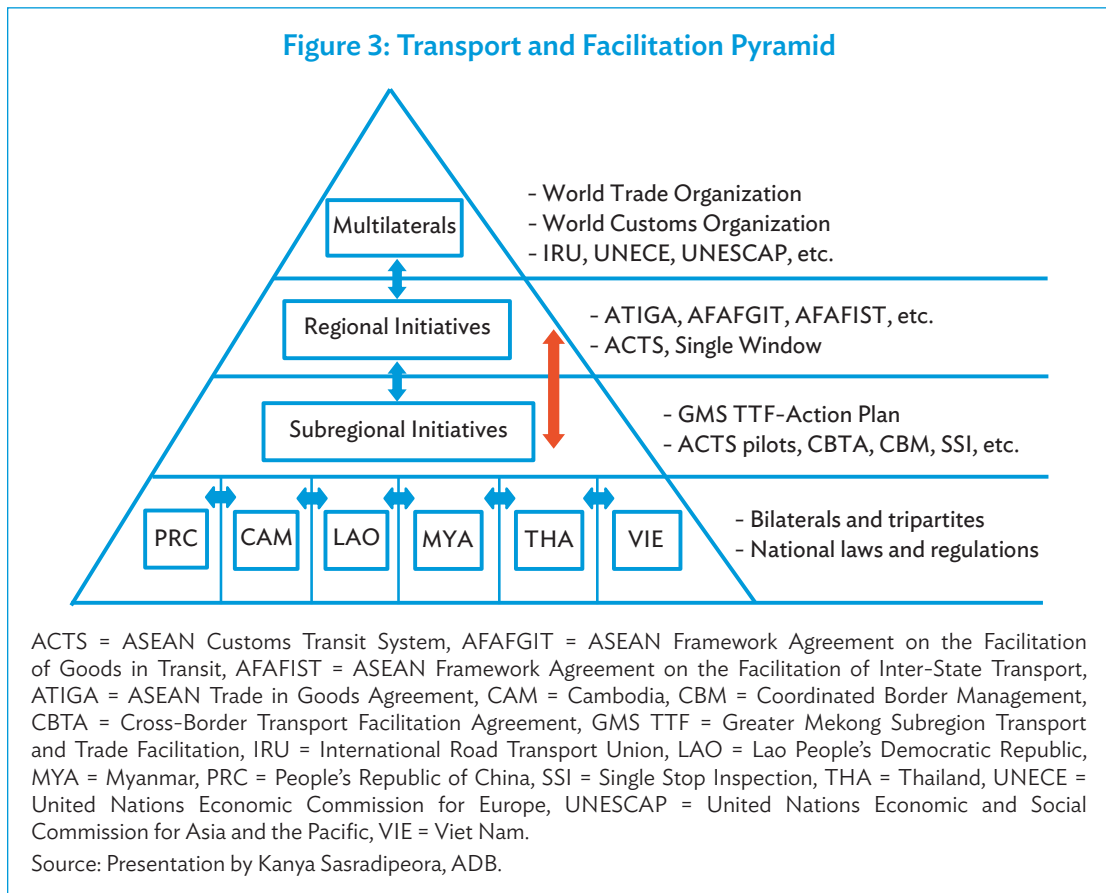 Figure 3: Transport and Facilitation Pyramid
Multilaterals
- World Trade Organization
- World Customs Organization
- IRU, UNECE, UNESCAP, etc.
Regional Initiatives
- ATIGA, AFAFGIT, AFAFIST, etc.
- ACTS, Single Window
Subregional Initiatives
- GMS TTF-Action Plan
- ACTS pilots, CBTA, CBM, SSI, etc.
PRC CAM LAO MYA THA VIE
- Bilaterals and tripartites
- National laws and regulations
ACTS = ASEAN Customs Transit System, AFAFGIT = ASEAN Framework Agreement on the Facilitation
of Goods in Transit, AFAFIST = ASEAN Framework Agreement on the Facilitation of Inter-State Transport,
ATIGA = ASEAN Trade in Goods Agreement, CAM = Cambodia, CBM = Coordinated Border Management,
CBTA = Cross-Border Transport Facilitation Agreement, GMS TTF = Greater Mekong Subregion Transport
and Trade Facilitation, IRU = International Road Transport Union, LAO = Lao People's Democratic Republic,
MYA = Myanmar, PRC = People's Republic of China, SSI = Single Stop Inspection, THA = Thailand, UNECE =
United Nations Economic Commission for Europe, UNESCAP = United Nations Economic and Social
Commission for Asia and the Pacific, VIE = Viet Nam.
Source: Presentation by Kanya Sasradipeora, ADB.